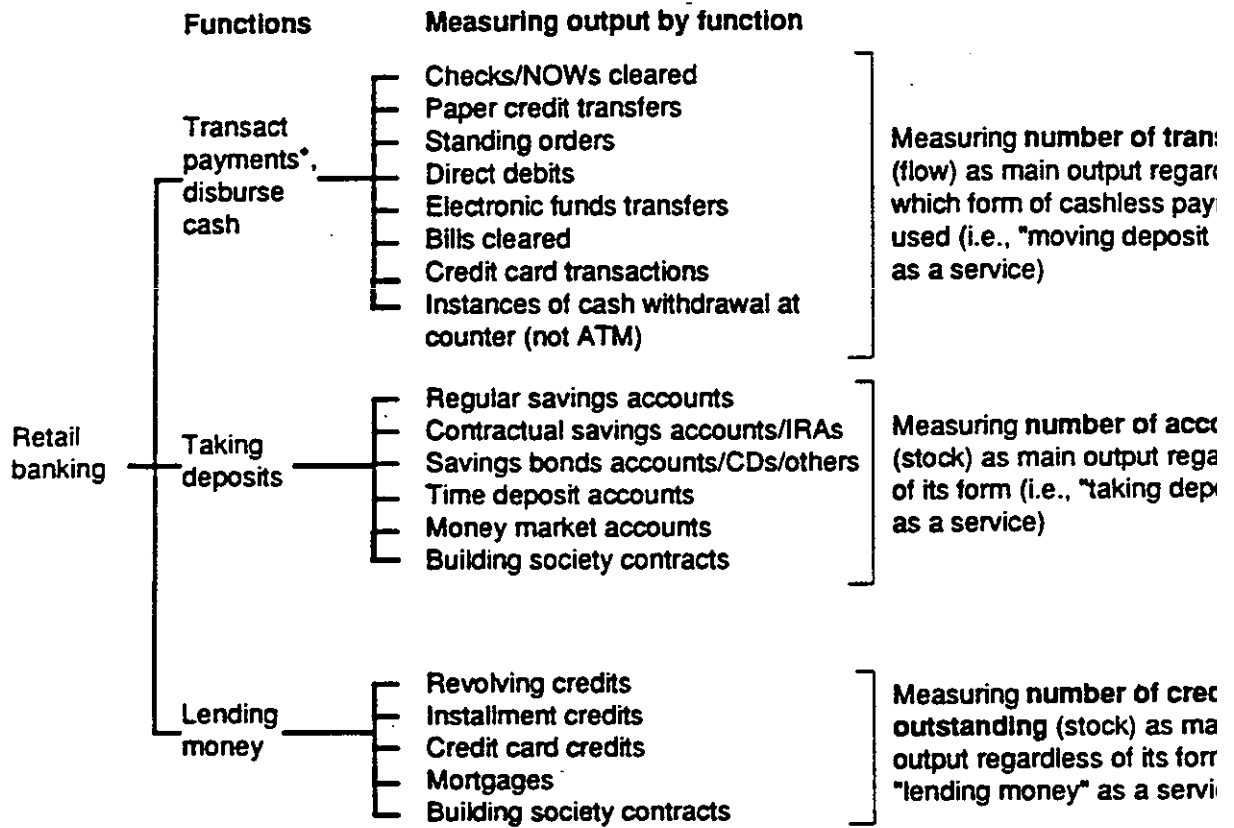 Functions
Measuring output by function
Transact
payments*,
disburse
cash
Checks/NOWs cleared
Paper credit transfers
Standing orders
Direct debits
Electronic funds transfers
Bills cleared
Credit card transactions
Instances of cash withdrawal at
counter (not ATM)
Measuring number of
(flow) as main output
which form of cashless
used (i.e., "moving deposit
as a service)
Retail
banking
Taking
deposits
Regular savings accounts
Contractual savings accounts/IRAs
Savings bonds accounts/CDs/others
Time deposit accounts
Money market accounts
Building society contracts
Measuring number of
(stock) as main output
of its form (i.e., "taking
as a service)
Lending
money
Revolving credits
Installment credits
Credit card credits
Mortgages
Building society contracts
Measuring number of
outstanding (stock) as
output regardless of its
"lending money" as a